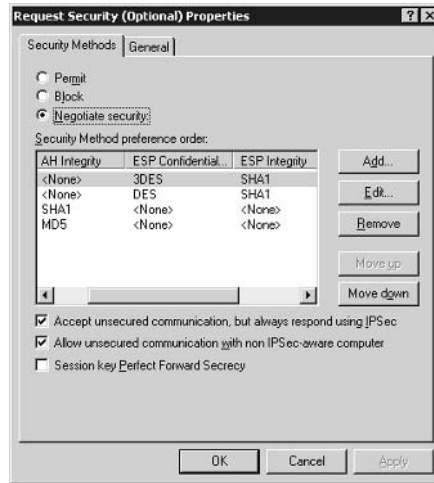 Request Security (Optional) Properties
Security Methods General
Permit
Block
Negotiate security:
Security Method preference order:
AH Integrity ESP Confidential... ESP Integrity
<None> 3DES SHA1
<None> DES SHA1
SHA1 <None> <None>
MD5 <None> <None>
Add...
Edit...
Remove
Move up
Move down
Accept unsecured communication, but always respond using IPSec
Allow unsecured communication with non IPSec-aware computer
Session key Perfect Forward Secrecy
OK Cancel Apply